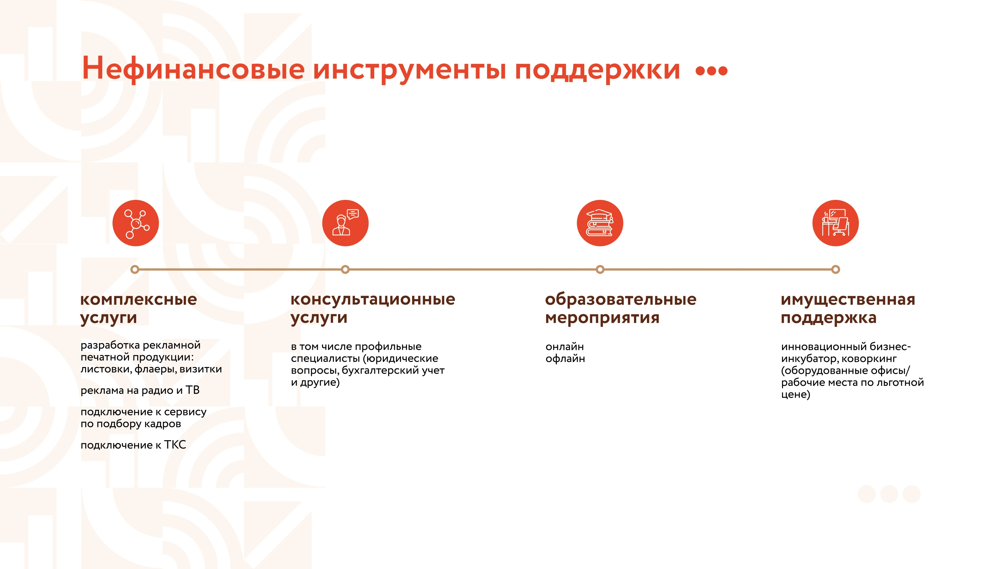 Нефинансовые инструменты поддержки
комплексные
услуги
разработка рекламной
печатной продукции:
листовки, флаеры, визитки
реклама на радио и ТВ
подключение к сервису
по подбору кадров
подключение к ТКС
консультационные
услуги
в том числе профильные
специалисты (юридические
вопросы, бухгалтерский учет
и другие)
образовательные
мероприятия
онлайн
офлайн
имущественная
поддержка
инновационный бизнес-
инкубатор, коворкинг
(оборудованные офисы/
рабочие места по льготной
цене)